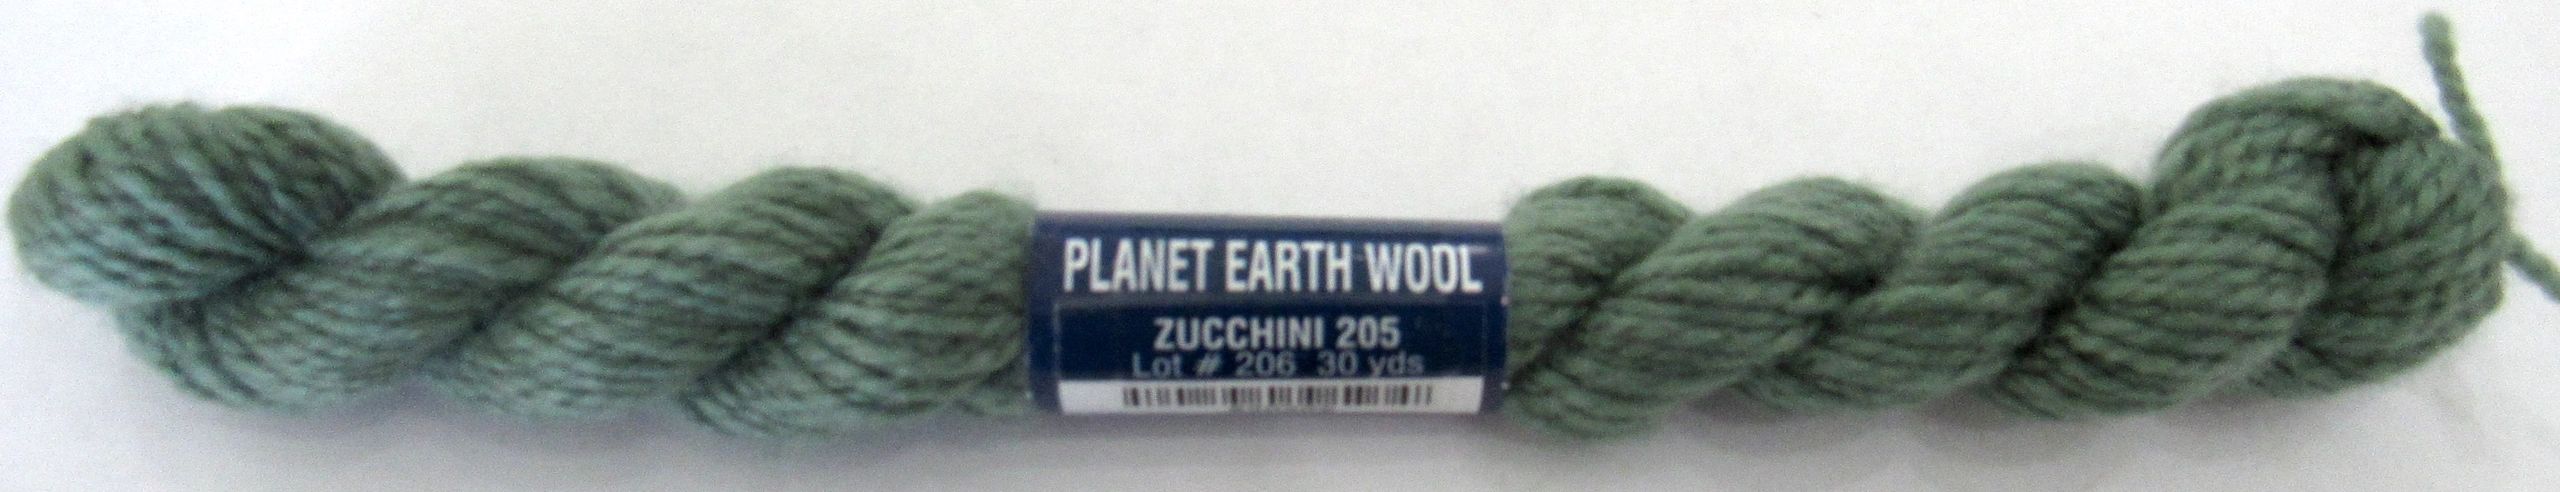 PLANET EARTH WOOL
ZUCCHINI 205
Lot # 206 30 yds